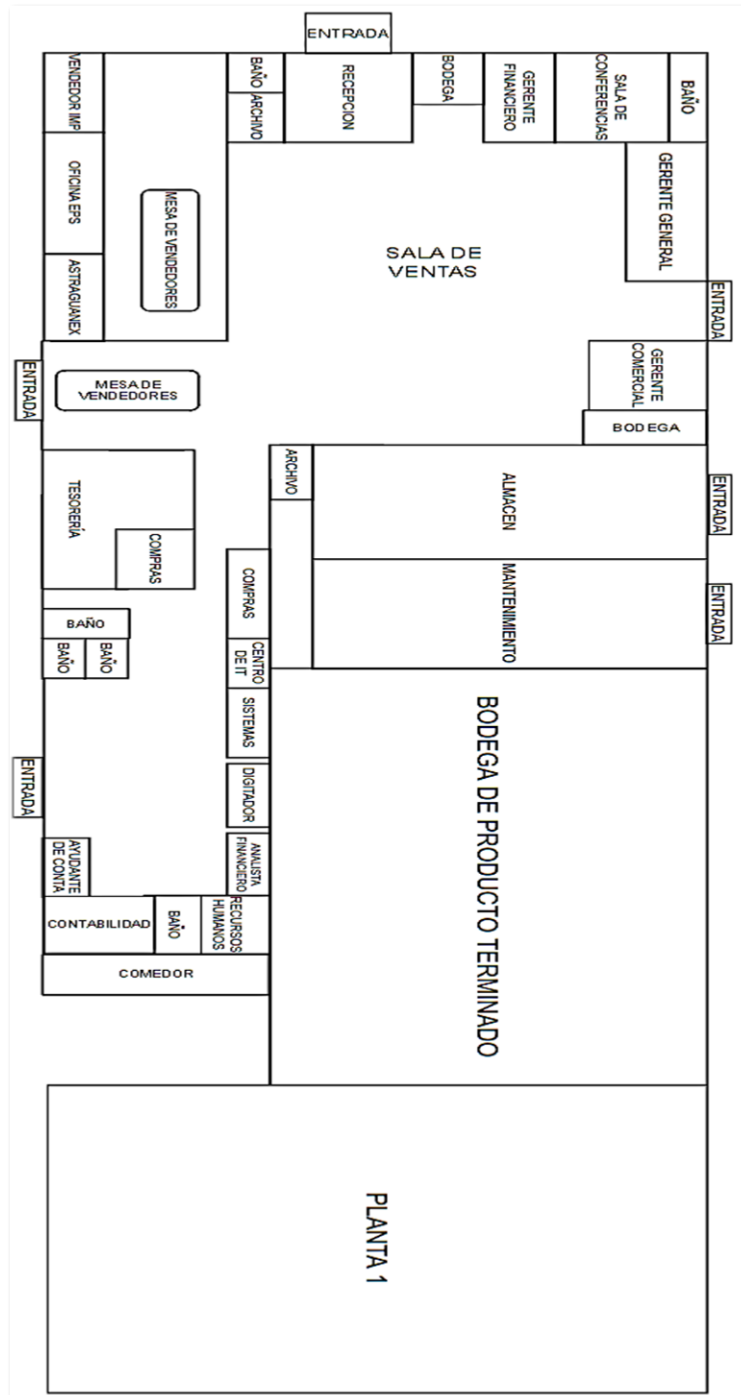 ENTRADA
VENDEDOR IMP
OFICINA EPS
ASTRAGUANEX
MESA DE VENDEDORES
BAÑO
ARCHIVO
RECEPCION
BODEGA
GERENTE
FINANCIERO
SALA DE
CONFERENCIAS
BAÑO
GERENTE GENERAL
SALA DE
VENTAS
ENTRADA
GERENTE
COMERCIAL
BODEGA
ENTRADA
MESA DE
VENDEDORES
TESORERÍA
COMPRAS
ARCHIVO
ALMACEN
ENTRADA
MANTENIMIENTO
ENTRADA
COMPRAS
CENTRO
DE IT
SISTEMAS
DIGITADOR
ANALISTA
FINANCIERO
BAÑO
BAÑO
BAÑO
ENTRADA
AYUDANTE
DE CONTA
CONTABILIDAD
BAÑO
RECURSOS
HUMANOS
COMEDOR
BODEGA DE PRODUCTO TERMINADO
PLANTA 1